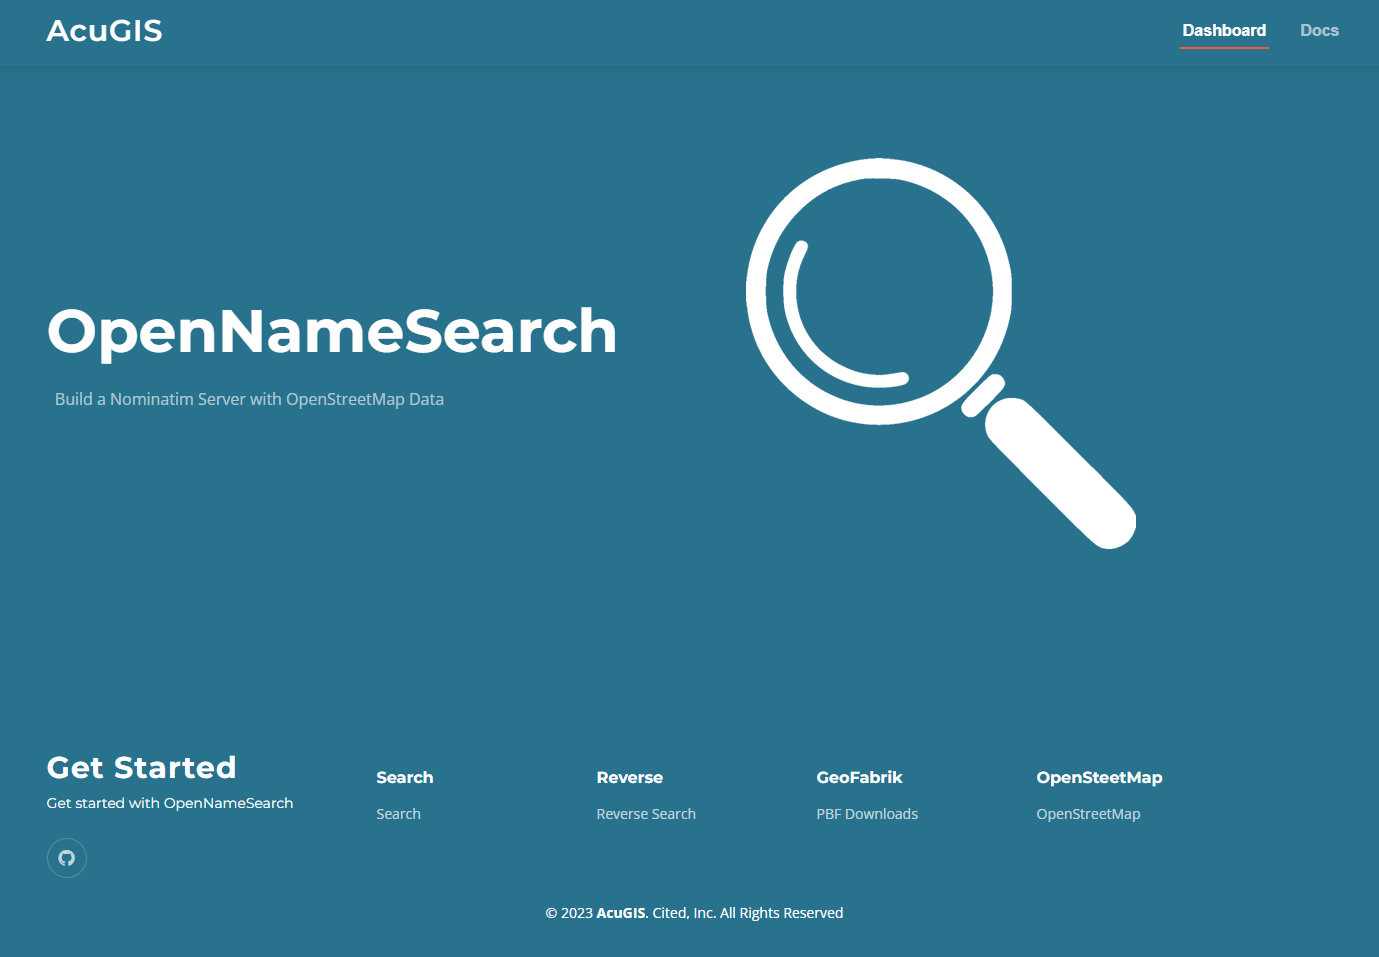 AcuGIS
Dashboard
Docs
OpenNameSearch
Build a Nominatim Server with OpenStreetMap Data
Get Started
Get started with OpenNameSearch
Search
Search
Reverse
Reverse Search
GeoFabrik
PBF Downloads
OpenSteetMap
OpenStreetMap
© 2023 AcuGIS. Cited, Inc. All Rights Reserved